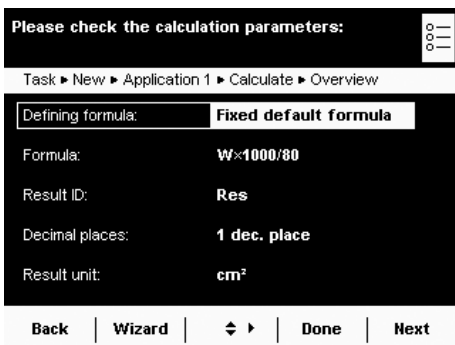 Please check the calculation parameters:
Task ▸ New ▸ Application 1 ▸ Calculate ▸ Overview
Defining formula: Fixed default formula
Formula: W×1000/80
Result ID: Res
Decimal places: 1 dec. place
Result unit: cm²
Back | Wizard | Done | Next